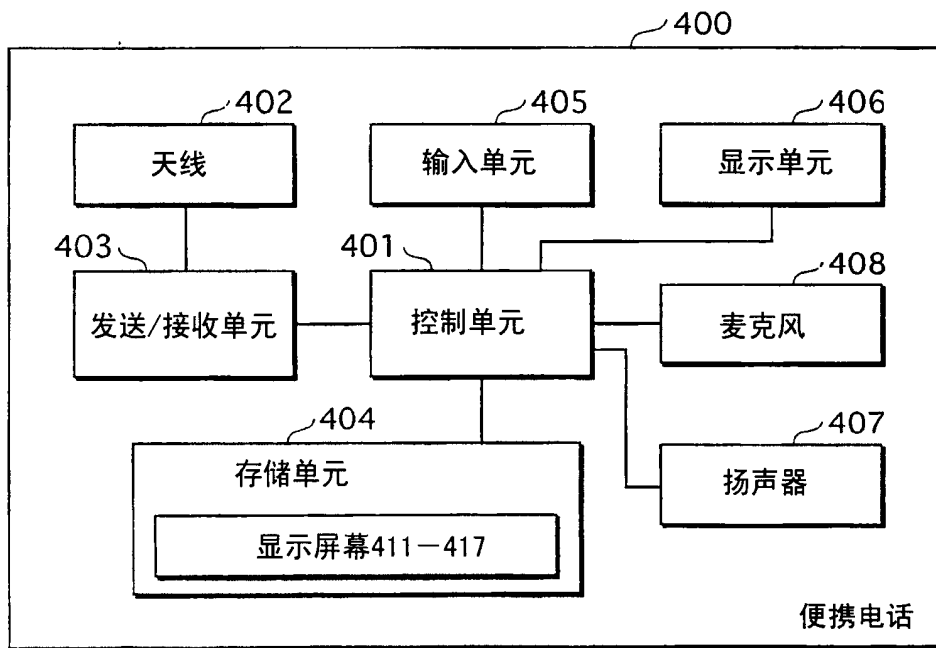 400
402
天线
405
输入单元
406
显示单元
403
发送/接收单元
401
控制单元
408
麦克风
404
存储单元
显示屏幕411-417
407
扬声器
便携电话